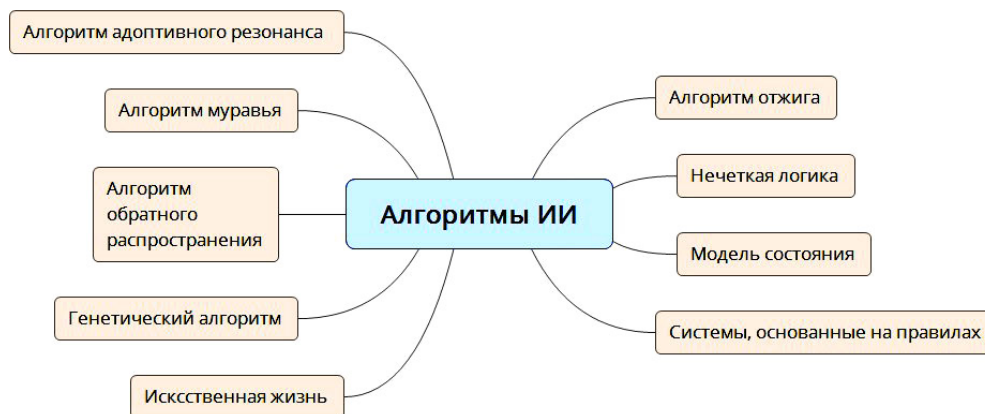 Алгоритм адоптивного резонанса
Алгоритм муравья
Алгоритм
обратного
распространения
Генетический алгоритм
Исксственная жизнь
Алгоритмы ИИ
Алгоритм отжига
Нечеткая логика
Модель состояния
Системы, основанные на правилах